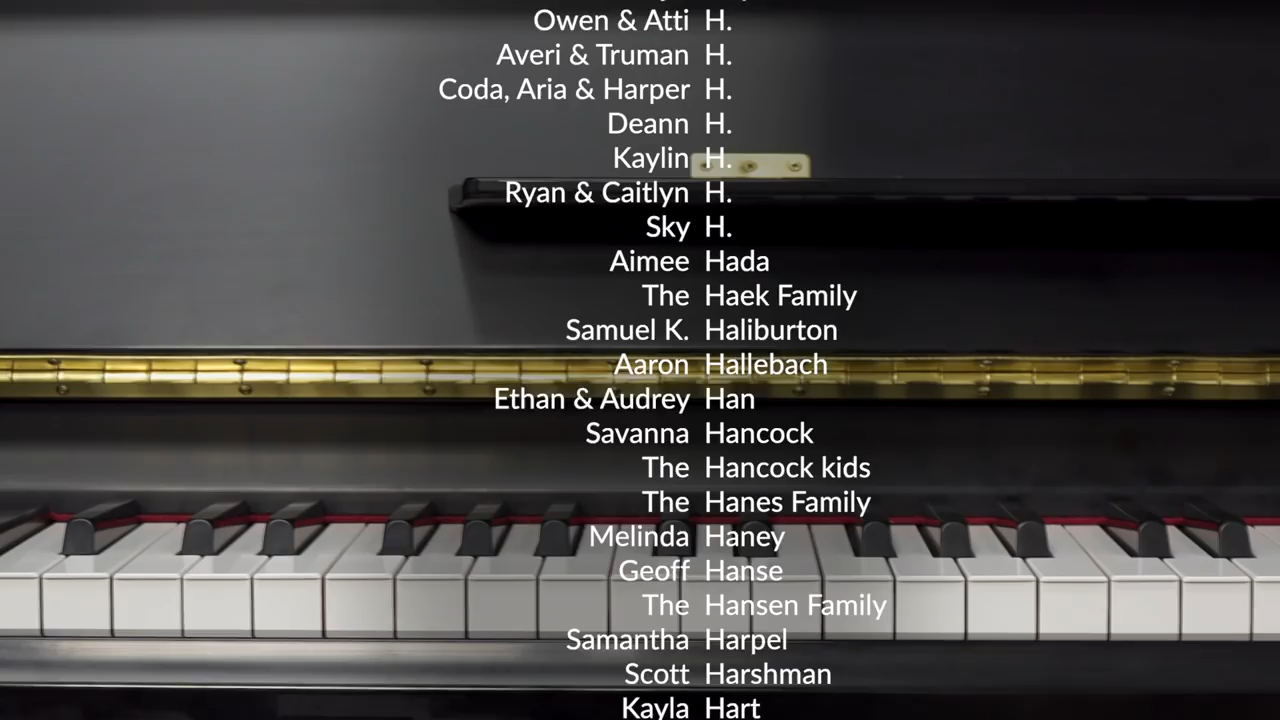 Owen & Atti H.
Averi & Truman H.
Coda, Aria & Harper H.
Deann H.
Kaylin H.
Ryan & Caitlyn H.
Sky H.
Aimee Hada
The Haek Family
Samuel K. Haliburton
Aaron Hallebach
Ethan & Audrey Han
Savanna Hancock
The Hancock kids
The Hanes Family
Melinda Haney
Geoff Hanse
The Hansen Family
Samantha Harpel
Scott Harshman
Kayla Hart